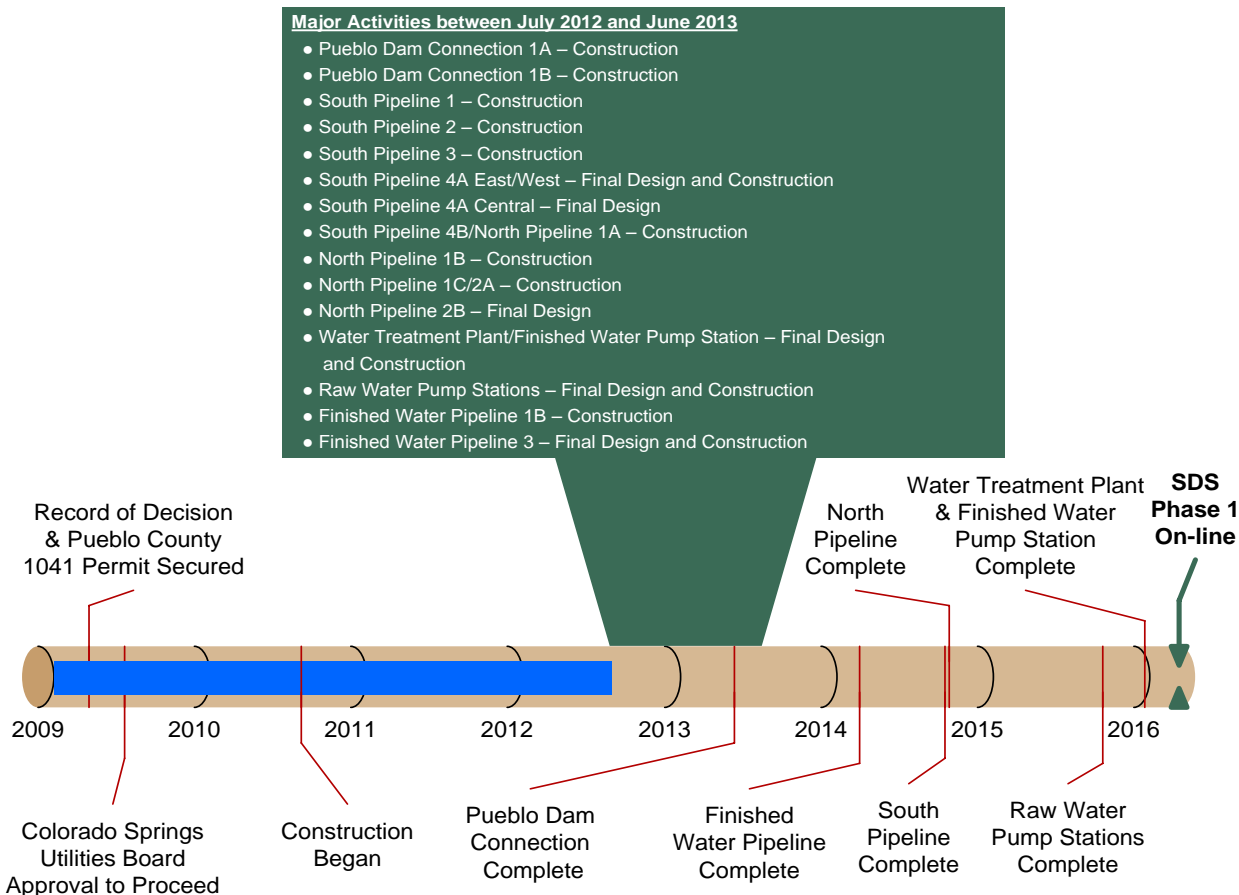 Major Activities between July 2012 and June 2013
● Pueblo Dam Connection 1A – Construction
● Pueblo Dam Connection 1B – Construction
● South Pipeline 1 – Construction
● South Pipeline 2 – Construction
● South Pipeline 3 – Construction
● South Pipeline 4A East/West – Final Design and Construction
● South Pipeline 4A Central – Final Design
● South Pipeline 4B/North Pipeline 1A – Construction
● North Pipeline 1B – Construction
● North Pipeline 1C/2A – Construction
● North Pipeline 2B – Final Design
● Water Treatment Plant/Finished Water Pump Station – Final Design
and Construction
● Raw Water Pump Stations – Final Design and Construction
● Finished Water Pipeline 1B – Construction
● Finished Water Pipeline 3 – Final Design and Construction
Record of Decision
& Pueblo County
1041 Permit Secured
North
Pipeline
Complete
Water Treatment Plant
& Finished Water
Pump Station
Complete
SDS
Phase 1
On-line
2009
2010
2011
2012
2013
2014
2015
2016
Colorado Springs
Utilities Board
Approval to Proceed
Construction
Began
Pueblo Dam
Connection
Complete
Finished
Water Pipeline
Complete
South
Pipeline
Complete
Raw Water
Pump Stations
Complete